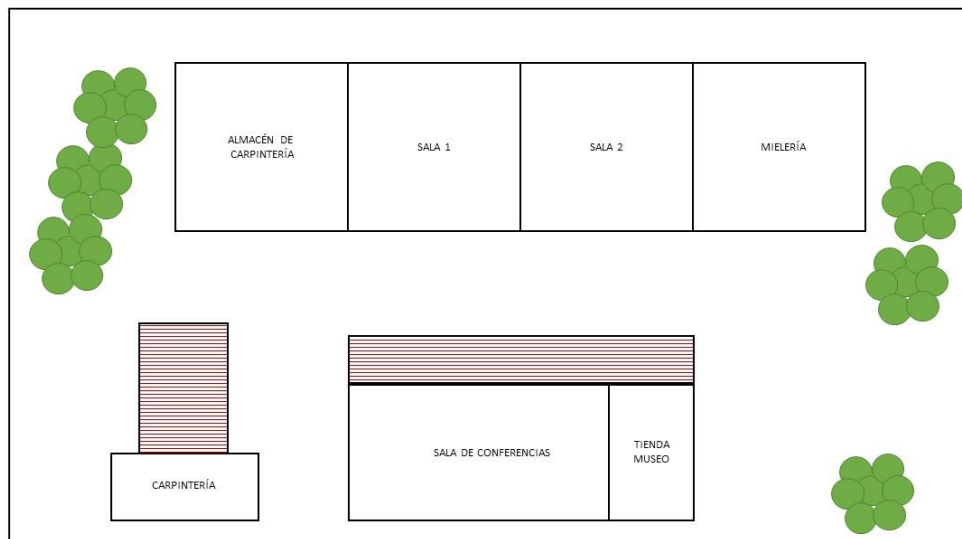 ALMACÉN DE
CARPINTERÍA
SALA 1
SALA 2
MIELERÍA
CARPINTERÍA
SALA DE CONFERENCIAS
TIENDA
MUSEO